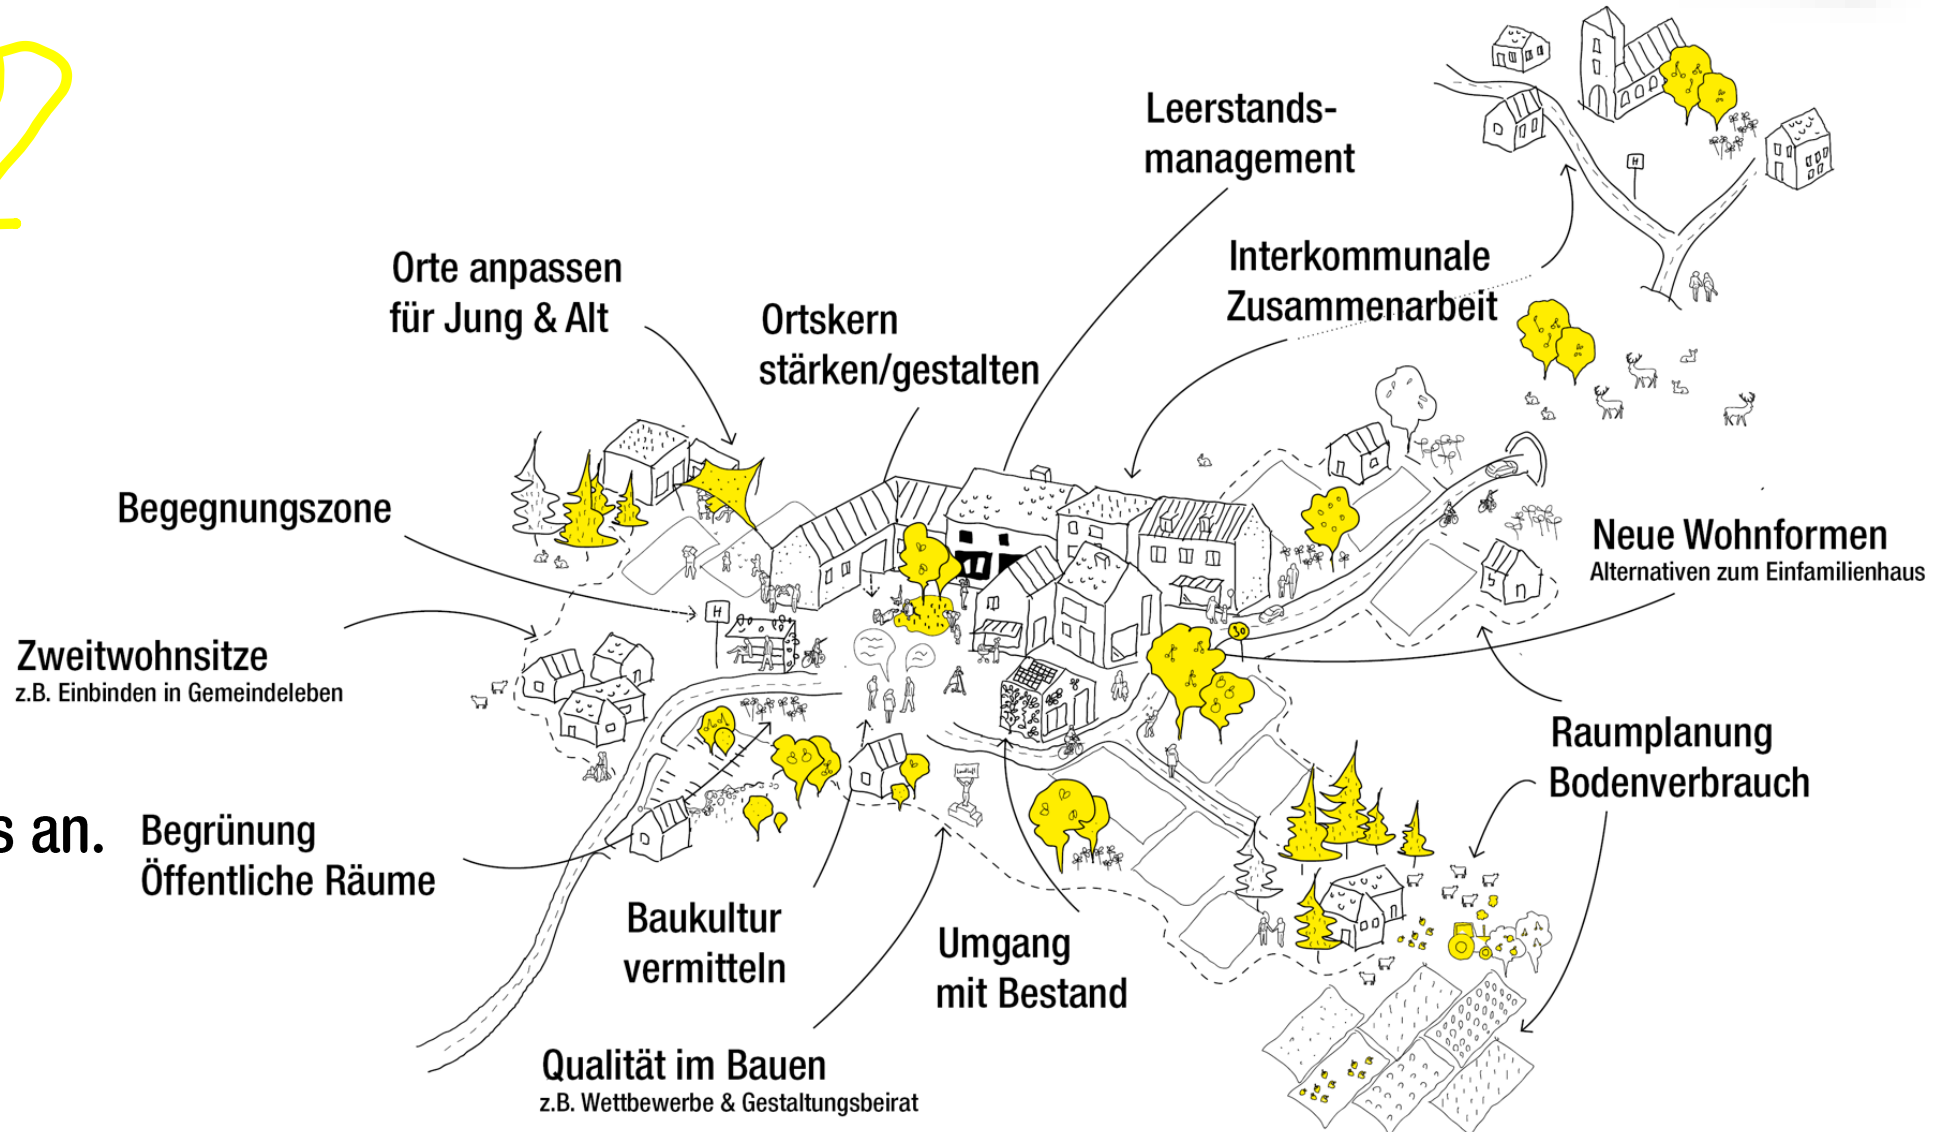 Leerstands-
management
Interkommunale
Zusammenarbeit
Orte anpassen
für Jung & Alt
Ortskern
stärken/gestalten
Begegnungszone
Neue Wohnformen
Alternativen zum Einfamilienhaus
Zweitwohnsitze
z.B. Einbinden in Gemeindeleben
Raumplanung
Bodenverbrauch
s an.
Begrünung
Öffentliche Räume
Baukultur
vermitteln
Umgang
mit Bestand
Qualität im Bauen
z.B. Wettbewerbe & Gestaltungsbeirat
H
H
30
LandLuft